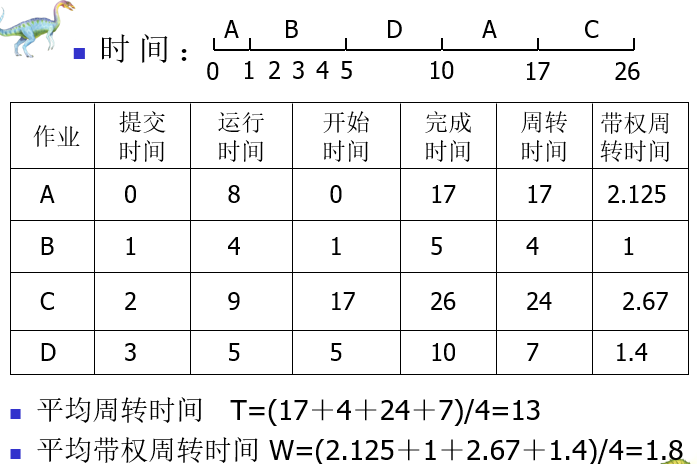 A B D A C
■ 时间：
0 1 2 3 4 5 10 17 26
作业 提交时间 运行时间 开始时间 完成时间 周转时间 带权周转时间
A 0 8 0 17 17 2.125
B 1 4 1 5 4 1
C 2 9 17 26 24 2.67
D 3 5 5 10 7 1.4
■ 平均周转时间 T=(17＋4＋24＋7)/4=13
■ 平均带权周转时间 W=(2.125＋1＋2.67＋1.4)/4=1.8